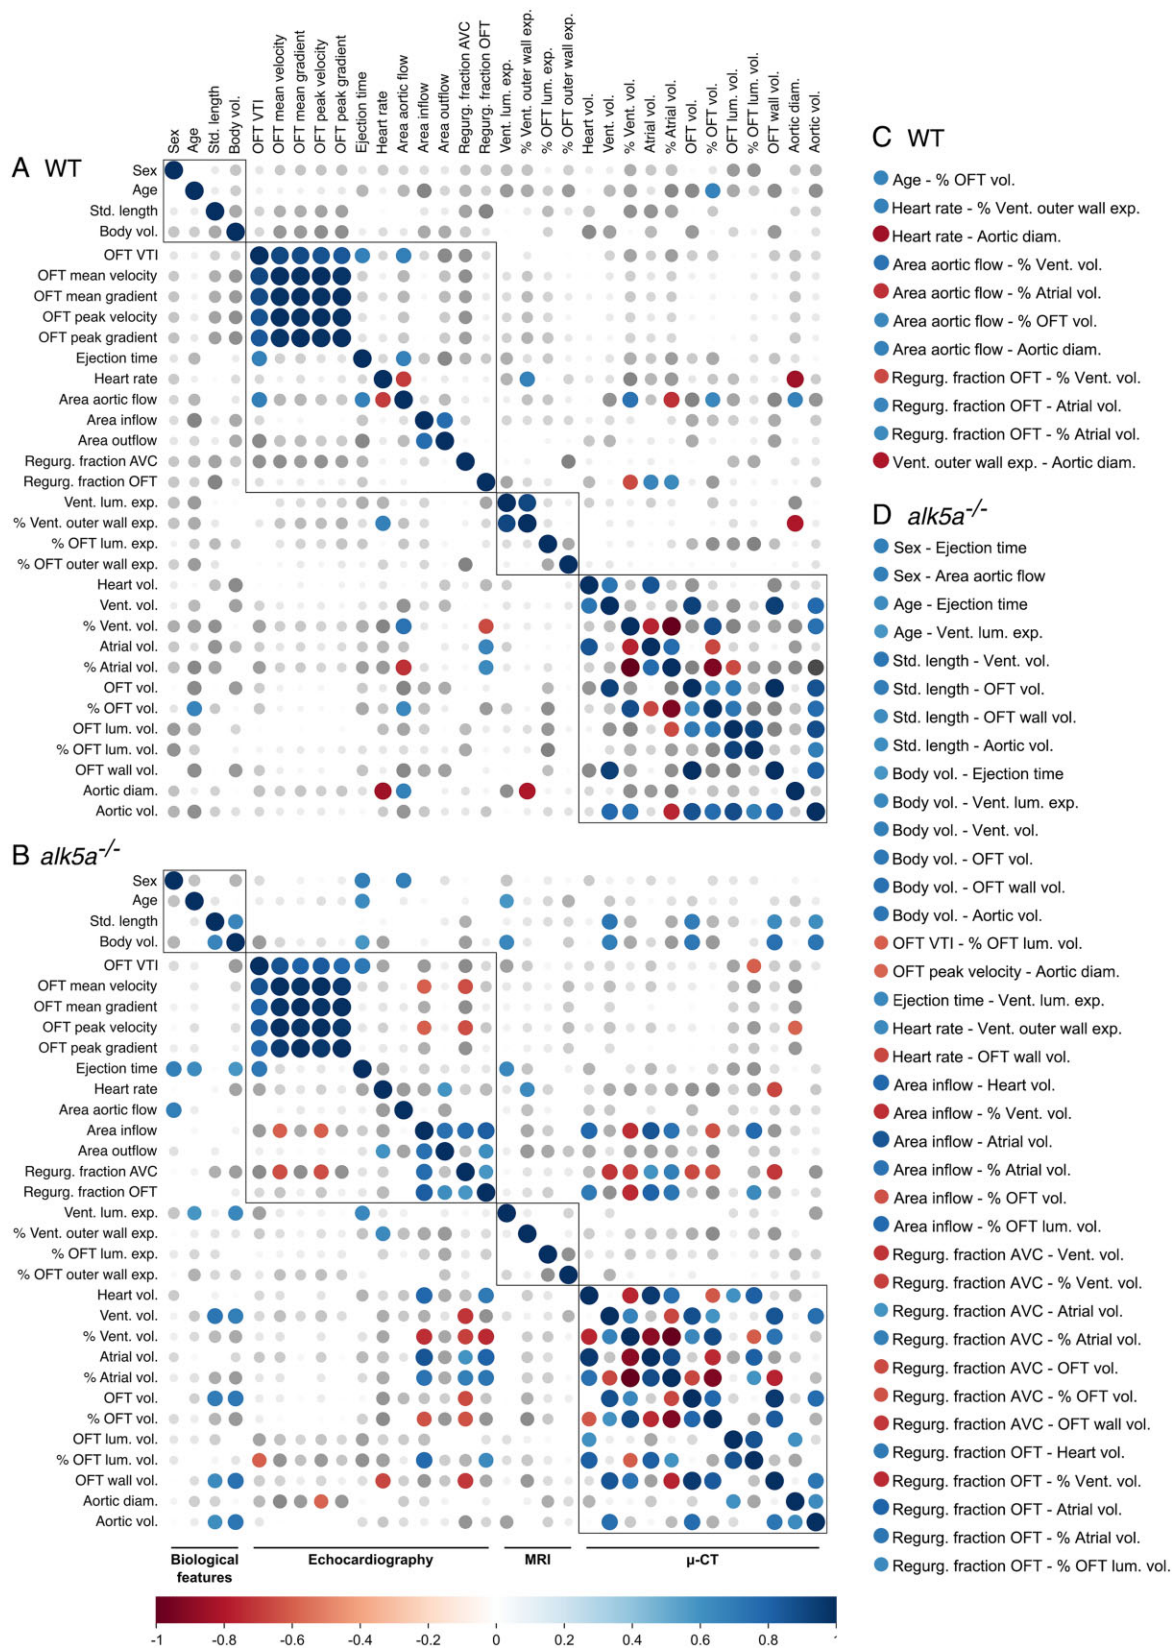 A WT
Sex
Age
Std. length
Body vol.
OFT VTI
OFT mean velocity
OFT mean gradient
OFT peak velocity
OFT peak gradient
Ejection time
Heart rate
Area aortic flow
Area inflow
Area outflow
Regurg. fraction AVC
Regurg. fraction OFT
Vent. lum. exp.
% Vent. outer wall exp.
% OFT lum. exp.
% OFT outer wall exp.
Heart vol.
Vent. vol.
% Vent. vol.
Atrial vol.
% Atrial vol.
OFT vol.
% OFT vol.
OFT lum. vol.
% OFT lum. vol.
OFT wall vol.
Aortic diam.
Aortic vol.
Sex
Age
Std. length
Body vol.
OFT VTI
OFT mean velocity
OFT mean gradient
OFT peak velocity
OFT peak gradient
Ejection time
Heart rate
Area aortic flow
Area inflow
Area outflow
Regurg. fraction AVC
Regurg. fraction OFT
Vent. lum. exp.
% Vent. outer wall exp.
% OFT lum. exp.
% OFT outer wall exp.
Heart vol.
Vent. vol.
% Vent. vol.
Atrial vol.
% Atrial vol.
OFT vol.
% OFT vol.
OFT lum. vol.
% OFT lum. vol.
OFT wall vol.
Aortic diam.
Aortic vol.
B alk5a-/-
Sex
Age
Std. length
Body vol.
OFT VTI
OFT mean velocity
OFT mean gradient
OFT peak velocity
OFT peak gradient
Ejection time
Heart rate
Area aortic flow
Area inflow
Area outflow
Regurg. fraction AVC
Regurg. fraction OFT
Vent. lum. exp.
% Vent. outer wall exp.
% OFT lum. exp.
% OFT outer wall exp.
Heart vol.
Vent. vol.
% Vent. vol.
Atrial vol.
% Atrial vol.
OFT vol.
% OFT vol.
OFT lum. vol.
% OFT lum. vol.
OFT wall vol.
Aortic diam.
Aortic vol.
Biological
features
Echocardiography
MRI
µ-CT
-1 -0.8 -0.6 -0.4 -0.2 0 0.2 0.4 0.6 0.8
C WT
Age - % OFT vol.
Heart rate - % Vent. outer wall exp.
Heart rate - Aortic diam.
Area aortic flow - % Vent. vol.
Area aortic flow - % Atrial vol.
Area aortic flow - % OFT vol.
Area aortic flow - Aortic diam.
Regurg. fraction OFT - % Vent. vol.
Regurg. fraction OFT - Atrial vol.
Regurg. fraction OFT - % Atrial vol.
Vent. outer wall exp. - Aortic diam.
D alk5a-/-
Sex - Ejection time
Sex - Area aortic flow
Age - Ejection time
Age - Vent. lum. exp.
Std. length - Vent. vol.
Std. length - OFT vol.
Std. length - OFT wall vol.
Std. length - Aortic vol.
Body vol. - Ejection time
Body vol. - Vent. lum. exp.
Body vol. - Vent. vol.
Body vol. - OFT vol.
Body vol. - OFT wall vol.
Body vol. - Aortic vol.
OFT VTI - % OFT lum. vol.
OFT peak velocity - Aortic diam.
Ejection time - Vent. lum. exp.
Heart rate - Vent. outer wall exp.
Heart rate - OFT wall vol.
Area inflow - Heart vol.
Area inflow - % Vent. vol.
Area inflow - Atrial vol.
Area inflow - % Atrial vol.
Area inflow - % OFT vol.
Area inflow - % OFT lum. vol.
Regurg. fraction AVC - Vent. vol.
Regurg. fraction AVC - % Vent. vol.
Regurg. fraction AVC - Atrial vol.
Regurg. fraction AVC - % Atrial vol.
Regurg. fraction AVC - OFT vol.
Regurg. fraction AVC - % OFT vol.
Regurg. fraction AVC - OFT wall vol.
Regurg. fraction OFT - Heart vol.
Regurg. fraction OFT - % Vent. vol.
Regurg. fraction OFT - Atrial vol.
Regurg. fraction OFT - % Atrial vol.
Regurg. fraction OFT - % OFT lum. vol.